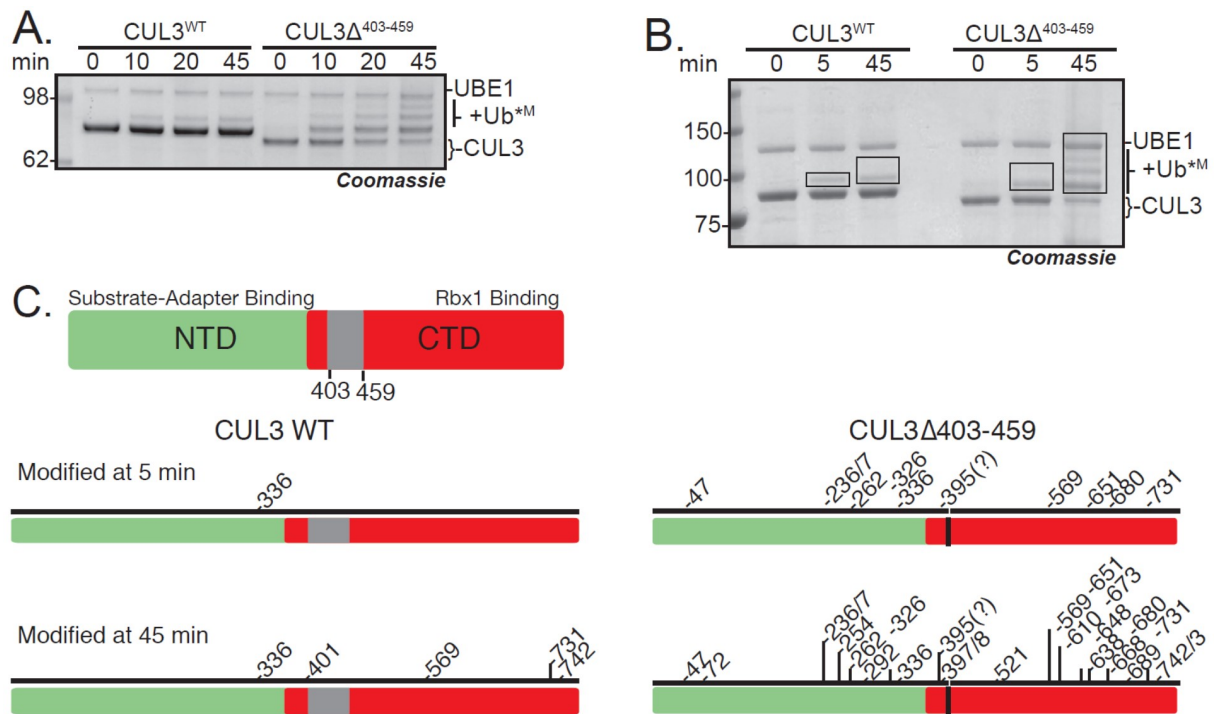 A.
CUL3WT CUL3Δ403-459
min 0 10 20 45 0 10 20 45
98
-UBE1
+Ub*M
62
}-CUL3
Coomassie
B.
CUL3WT CUL3Δ403-459
min 0 5 45 0 5 45
150
-UBE1
100
+Ub*M
75
}-CUL3
Coomassie
C.
Substrate-Adapter Binding Rbx1 Binding
NTD CTD
403 459
CUL3 WT
Modified at 5 min
-336
Modified at 45 min
-336 -401 -569 -731 -742
CUL3Δ403-459
-47 -236/7 -262 -326 -336 -395(?) -569 -651 -680 -731
-47 -72 -236/7 -254 -262 -326 -292 -336 -395(?) -397/8 -521 -569 -651 -610 -673 -638 -648 -680 -668 -731 -689 -742/3